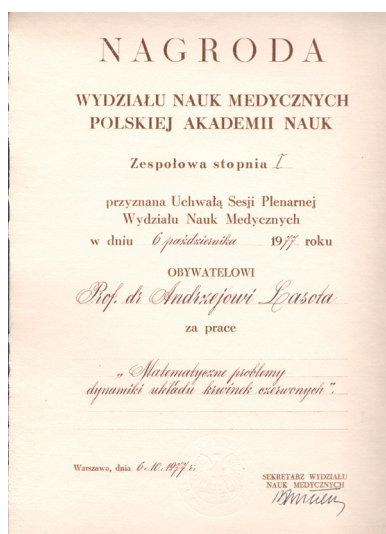 NAGRODA
WYDZIAŁU NAUK MEDYCZNYCH
POLSKIEJ AKADEMII NAUK
Zespołowa stopnia I
przyznana Uchwałą Sesji Plenarnej
Wydziału Nauk Medycznych
w dniu 6 października 1977 roku
OBYWATELOWI
Prof. dr Andrzejowi Lasota
za prace
„Matematyczne problemy
dynamiki układu krwinek czerwonych".
Warszawa, dnia 6.10.1977 r.
SEKRETARZ WYDZIAŁU
NAUK MEDYCZNYCH